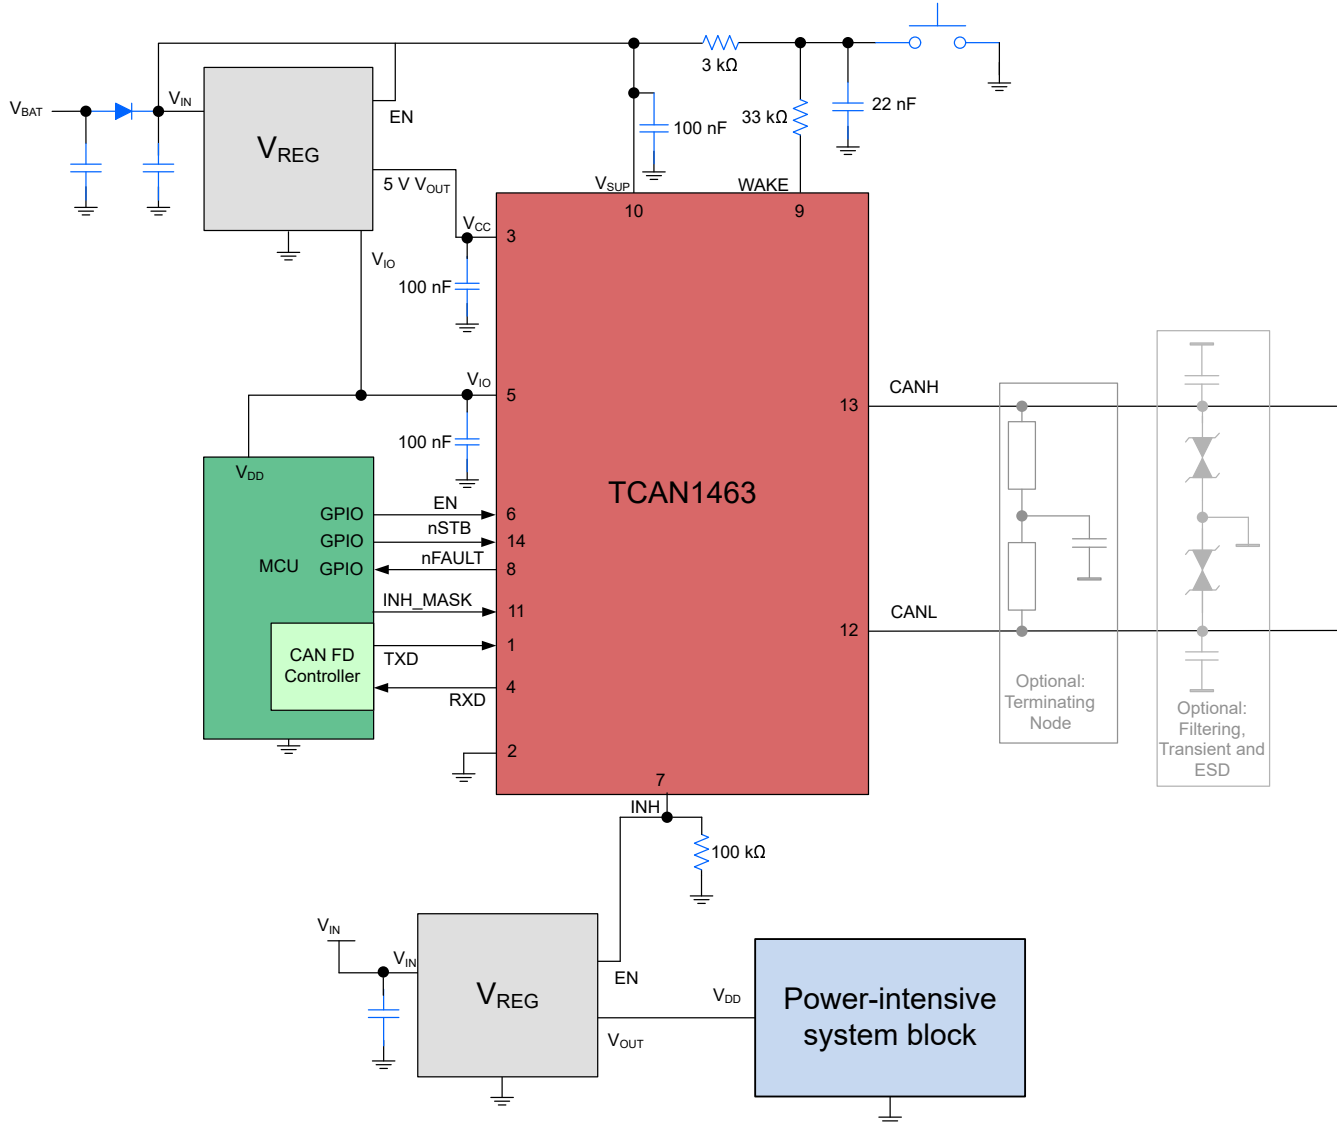 3 kΩ
VBAT
VIN
VREG
EN
5 V VOUT
100 nF
33 kΩ
22 nF
VSUP
WAKE
10
9
VCC
3
VIO
100 nF
VIO
5
100 nF
CANH
13
TCAN1463
VDD
GPIO
EN
6
GPIO
nSTB
14
MCU
GPIO
nFAULT
8
INH_MASK
11
CAN FD
Controller
TXD
1
RXD
4
2
CANL
12
Optional:
Terminating
Node
Optional:
Filtering,
Transient and
ESD
7
INH
100 kΩ
VIN
VIN
VREG
EN
VOUT
VDD
Power-intensive
system block